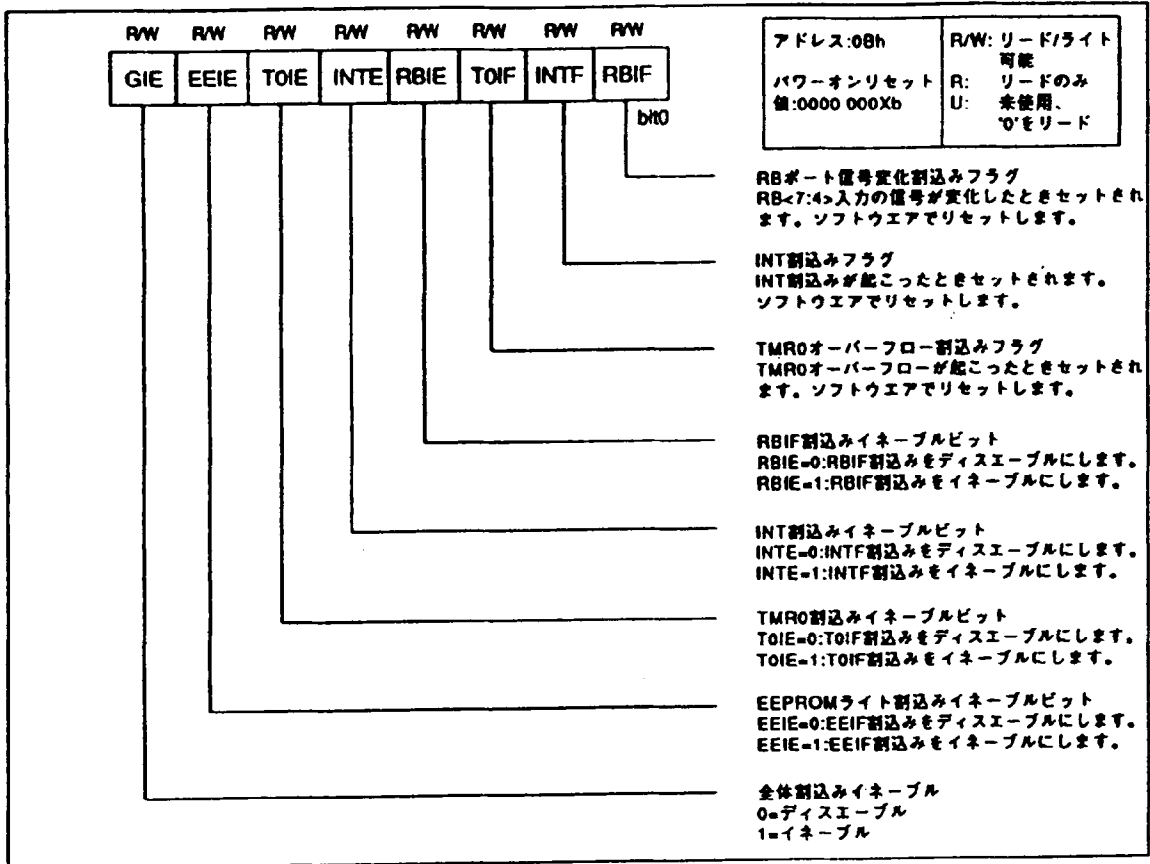 R/W R/W R/W R/W R/W R/W R/W R/W
GIE EEIE TOIE INTE RBIE TOIF INTF RBIF
bit0
アドレス:0Bh
パワーオンリセット
値:0000 000Xb
R/W: リード/ライト
可能
R: リードのみ
U: 未使用、
'0'をリード
RBポート信号変化割込みフラグ
RB<7:4>入力の信号が変化したときセットされ
ます。ソフトウエアでリセットします。
INT割込みフラグ
INT割込みが起こったときセットされます。
ソフトウエアでリセットします。
TMR0オーバーフロー割込みフラグ
TMR0オーバーフローが起こったときセットされ
ます。ソフトウエアでリセットします。
RBIF割込みイネーブルビット
RBIE=0:RBIF割込みをディスエーブルにします。
RBIE=1:RBIF割込みをイネーブルにします。
INT割込みイネーブルビット
INTE=0:INTF割込みをディスエーブルにします。
INTE=1:INTF割込みをイネーブルにします。
TMR0割込みイネーブルビット
TOIE=0:TOIF割込みをディスエーブルにします。
TOIE=1:TOIF割込みをイネーブルにします。
EEPROMライト割込みイネーブルビット
EEIE=0:EEIF割込みをディスエーブルにします。
EEIE=1:EEIF割込みをイネーブルにします。
全体割込みイネーブル
0=ディスエーブル
1=イネーブル